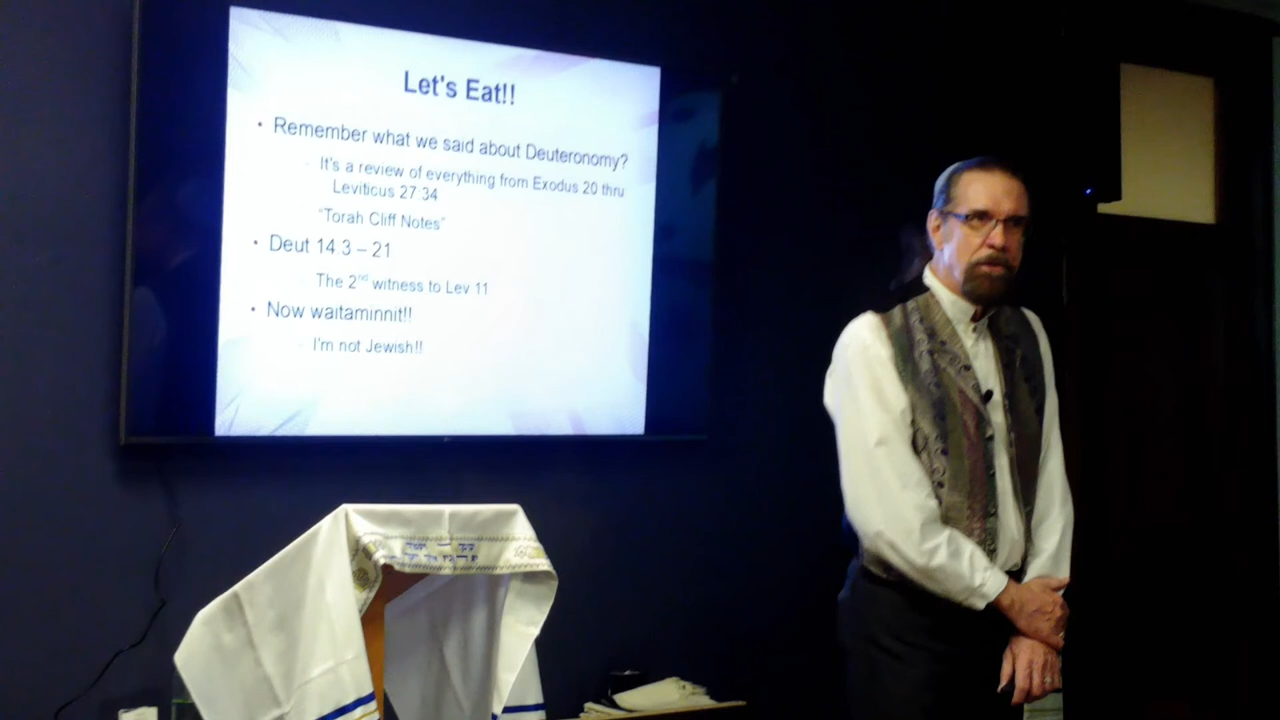 Let's Eat!!
• Remember what we said about Deuteronomy?
- It's a review of everything from Exodus 20 thru
Leviticus 27:34
"Torah Cliff Notes"
• Deut 14:3 – 21
The 2nd witness to Lev 11
• Now waitaminnit!!
- I'm not Jewish!!